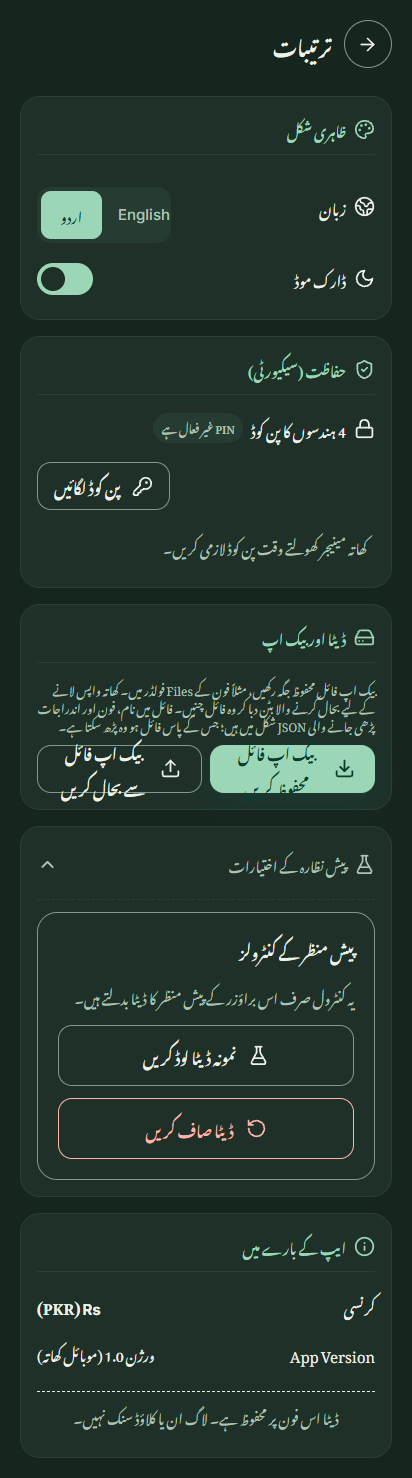 ترتیبات
ظاہری شکل
زبان
English
اردو
ڈارک موڈ
حفاظت (سیکیورٹی)
4 ہندسوں کا پن کوڈ
PIN غیر فعال ہے
پن کوڈ لگائیں
کھاتہ مینیجر کھولتے وقت پن کوڈ لازمی کریں۔
ڈیٹا اور بیک اپ
بیک اپ فائل محفوظ جگہ رکھیں، مثلاً فون کے Files فولڈر میں۔ کھاتہ واپس لانے
کے لیے بحال کرنے والا بٹن دبا کر وہ فائل چنیں۔ فائل میں نام، فون اور اندراجات
پڑھی جانے والی JSON شکل میں ہیں؛ جس کے پاس فائل ہو وہ پڑھ سکتا ہے۔
بیک اپ فائل
محفوظ کریں
بیک اپ فائل
سے بحال کریں
پیش نظارہ کے اختیارات
پیش منظر کے کنٹرولز
یہ کنٹرول صرف اس براؤزر کے پیش منظر کا ڈیٹا بدلتے ہیں۔
نمونہ ڈیٹا لوڈ کریں
ڈیٹا صاف کریں
ایپ کے بارے میں
کرنسی
Rs (PKR)
App Version
ورژن 1.0 (موبائل کھاتہ)
ڈیٹا اس فون پر محفوظ ہے۔ لاگ ان یا کلاؤڈ سنک نہیں۔